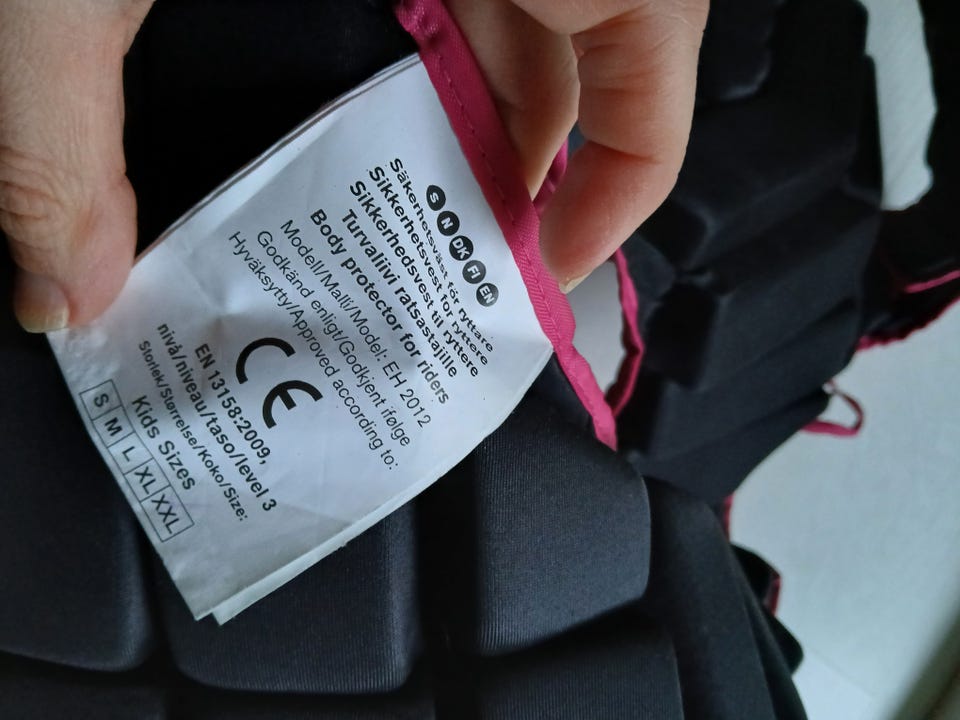 S N DK FI EN
Säkerhetsväst för ryttare
Sikkerhetsvest for ryttere
Sikkerhedsvest til ryttere
Turvaliivi ratsastajille
Body protector for riders
Modell/Malli/Model: EH 2012
Godkänd enligt/Godkjent ifølge
Hyväksytty/Approved according to:
CE
EN 13158:2009,
nivå/niveau/taso/level 3
Storlek/Størrelse/Koko/Size:
Kids Sizes
S M L XL XXL